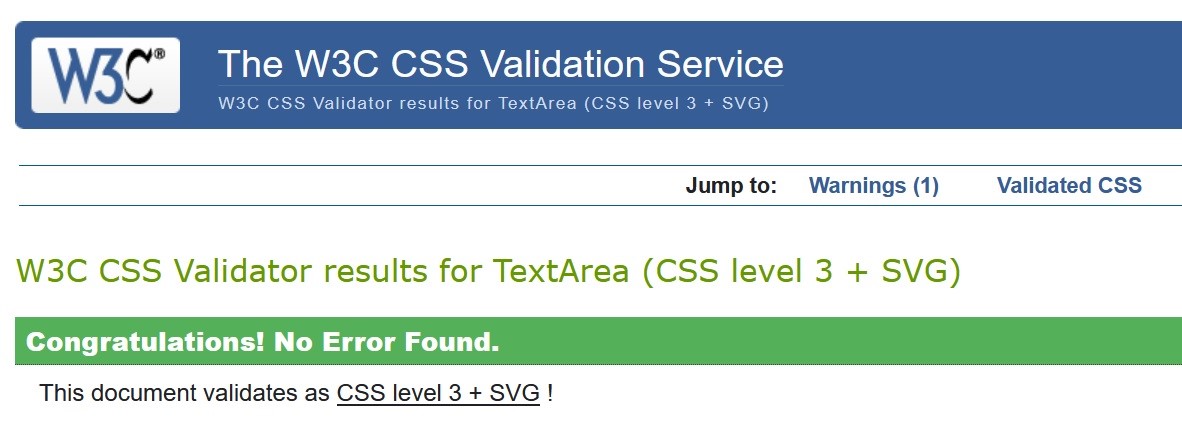 W3C®
The W3C CSS Validation Service
W3C CSS Validator results for TextArea (CSS level 3 + SVG)
Jump to: Warnings (1) Validated CSS
W3C CSS Validator results for TextArea (CSS level 3 + SVG)
Congratulations! No Error Found.
This document validates as CSS level 3 + SVG !